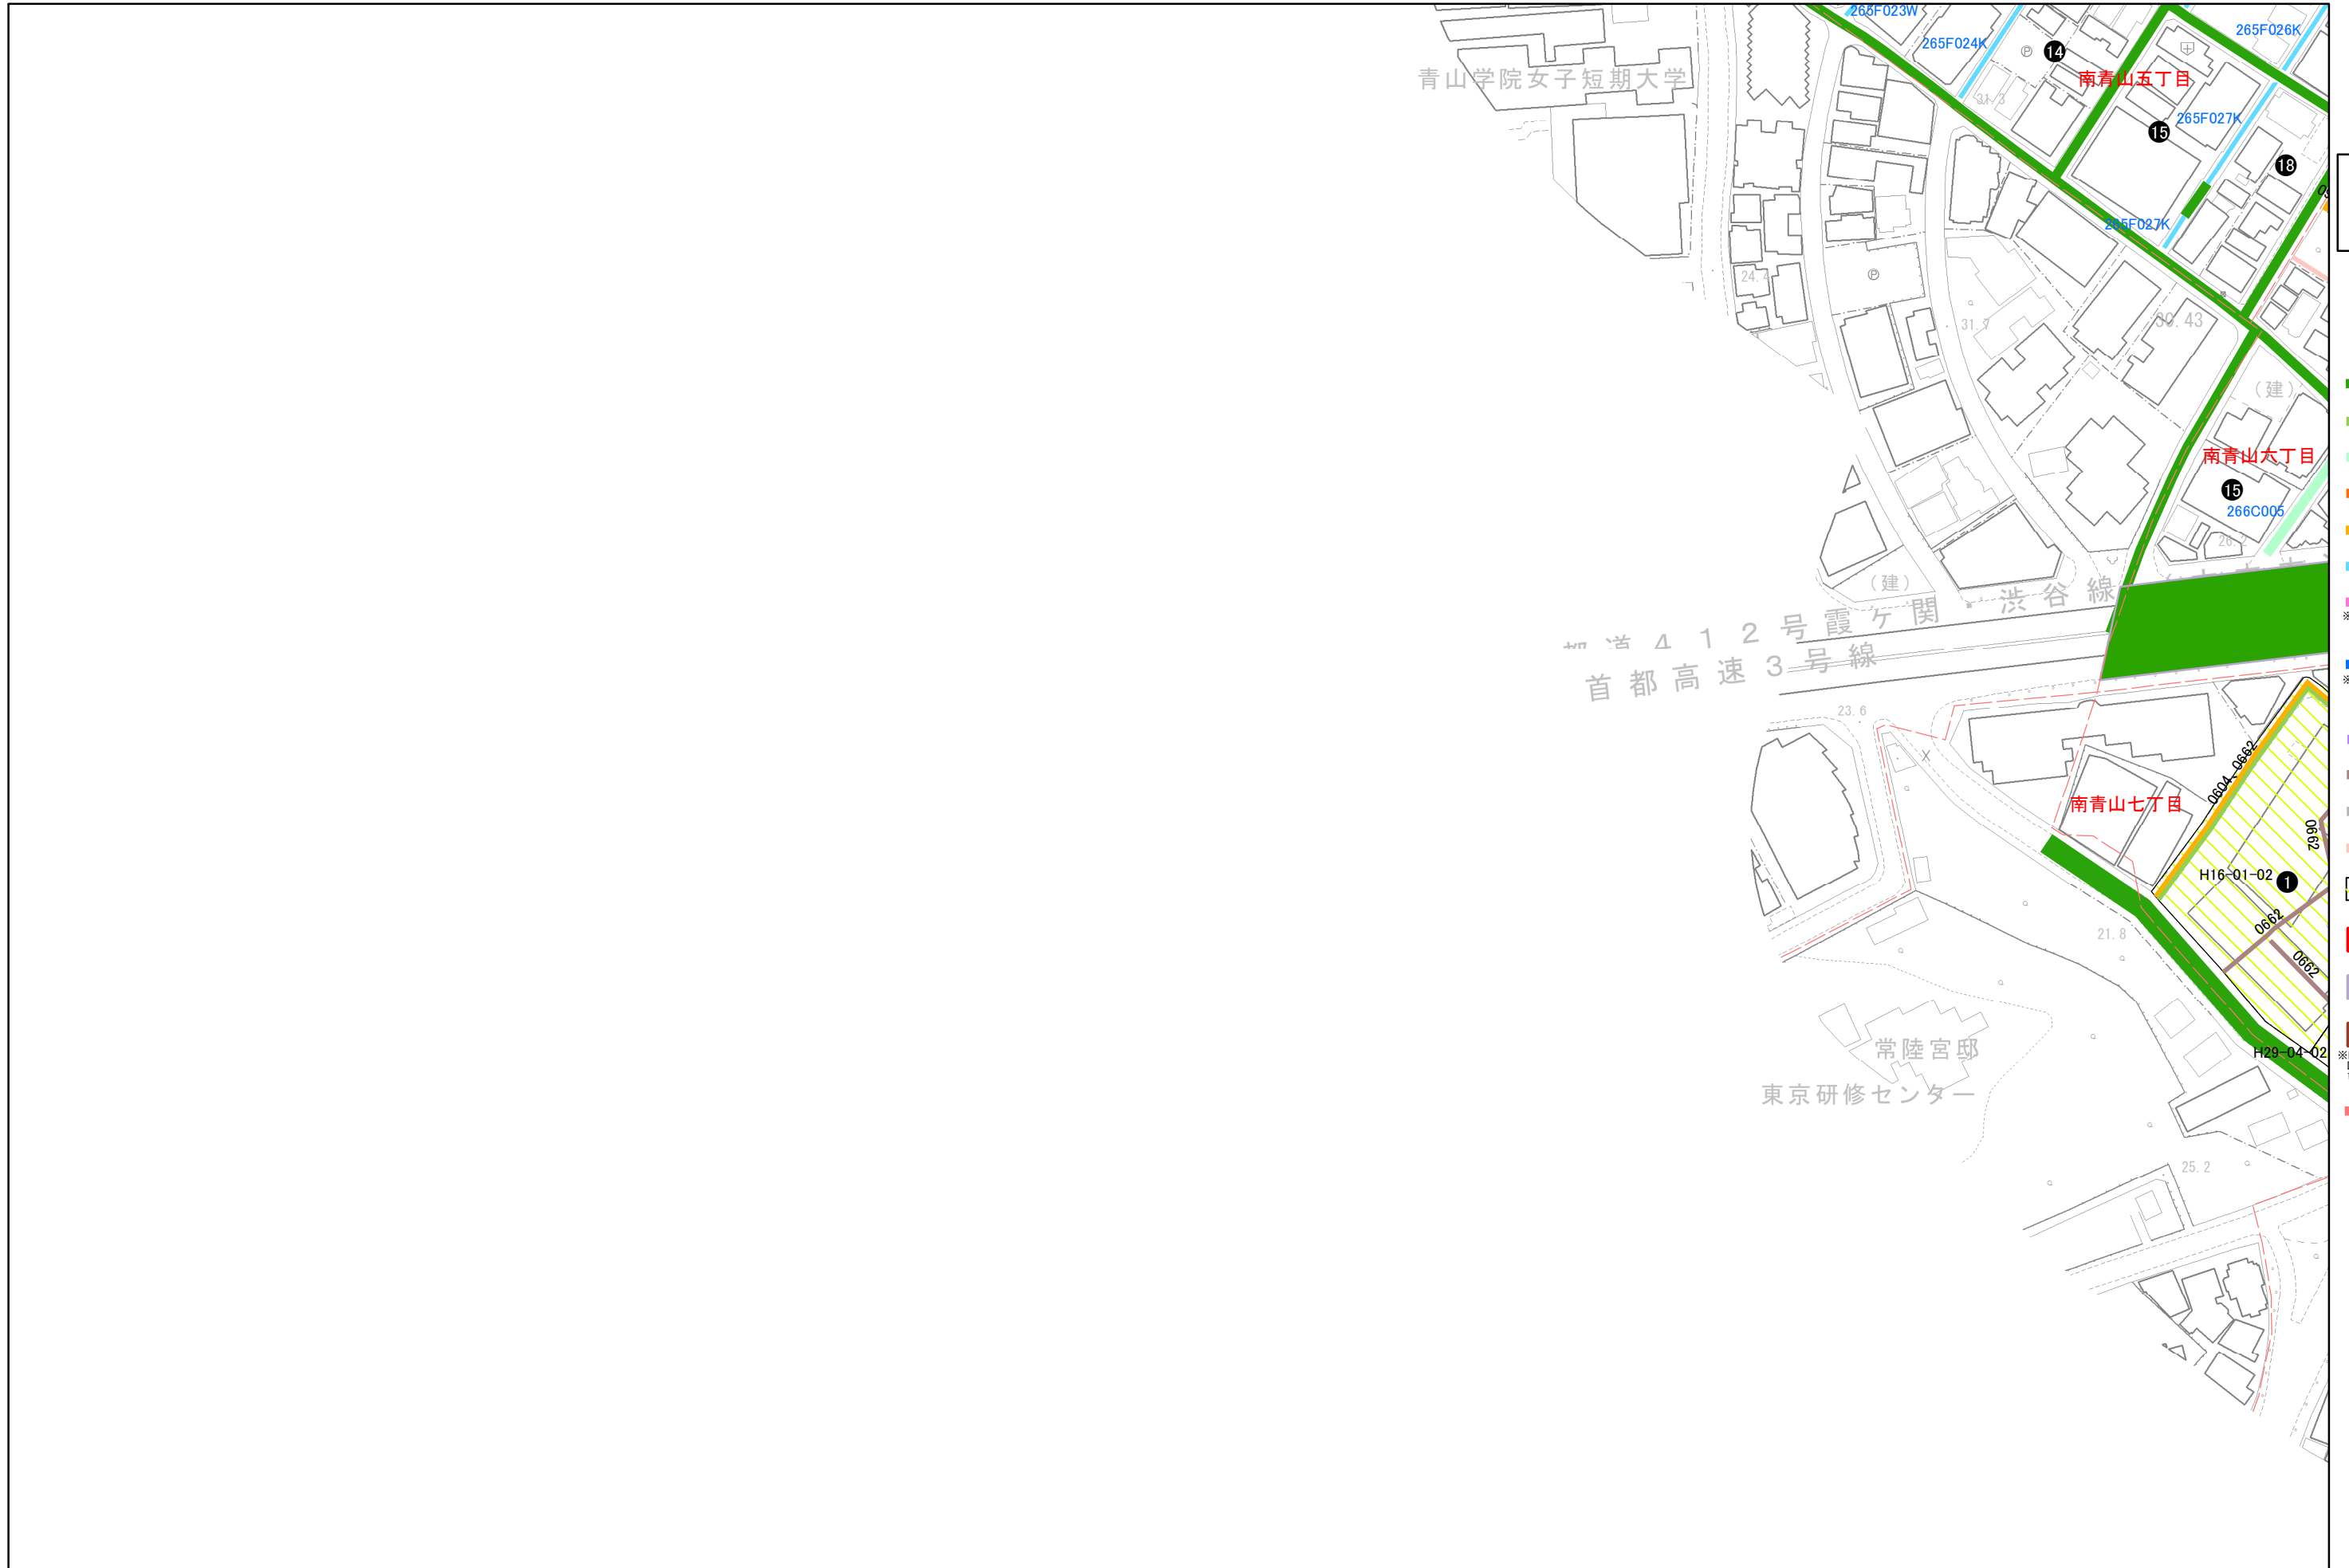 265F023W
265F024K
⑭
265F026K
青山学院女子短期大学
南青山五丁目
31.3
265F027K
⑮
⑱
265F027K
24.4
31.7
30.43
(建)
南青山六丁目
⑮
266C005
26.2
(建)
都道412号霞ケ関・渋谷線
首都高速3号線
23.6
0604、0662
南青山七丁目
0662
H16-01-02
①
0662
21.8
0662
常陸宮邸
H29-04-02
東京研修センター
25.2
※
※
※